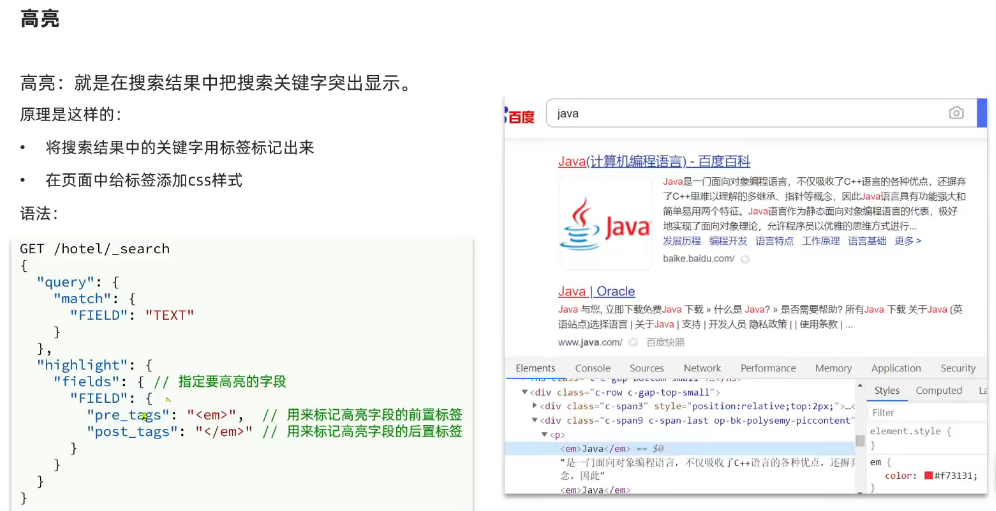 高亮
高亮：就是在搜索结果中把搜索关键字突出显示。
原理是这样的：
• 将搜索结果中的关键字用标签标记出来
• 在页面中给标签添加css样式
语法：
GET /hotel/_search
{
  "query": {
    "match": {
      "FIELD": "TEXT"
    }
  },
  "highlight": {
    "fields": { // 指定要高亮的字段
      "FIELD": {
        "pre_tags": "<em>",  // 用来标记高亮字段的前置标签
        "post_tags": "</em>" // 用来标记高亮字段的后置标签
      }
    }
  }
}
百度
java
Java(计算机编程语言) - 百度百科
Java
Java是一门面向对象编程语言，不仅吸收了C++语言的各种优点，还摒弃
了C++里难以理解的多继承、指针等概念，因此Java语言具有功能强大和
简单易用两个特征。Java语言作为静态面向对象编程语言的代表，极好
地实现了面向对象理论，允许程序员以优雅的思维方式进行...
发展历程 编程开发 语言特点 工作原理 语言基础 更多 >
baike.baidu.com/
Java | Oracle
Java 与您, 立即下载免费Java 下载 » 什么是 Java? » 是否需要帮助? 所有Java 下载 关于Java (英
语站点)选择语言 | 关于Java | 支持 | 开发人员 隐私政策 | | 使用条款 | ...
www.java.com/ 百度快照
Elements Console Sources Network Performance Memory Application Security
<div class="c-row c-gap-top-small">
<div class="c-span3" style="position:relative;top:2px;">…
<div class="c-span9 c-span-last op-bk-polysemy-piccontent"
<p>
<em>Java</em> == $0
"是一门面向对象编程语言，不仅吸收了C++语言的各种优点，还摒弃
念，因此"
<em>Java</em>
Styles Computed La
Filter
element.style {
}
em {
color: #f73131;
}